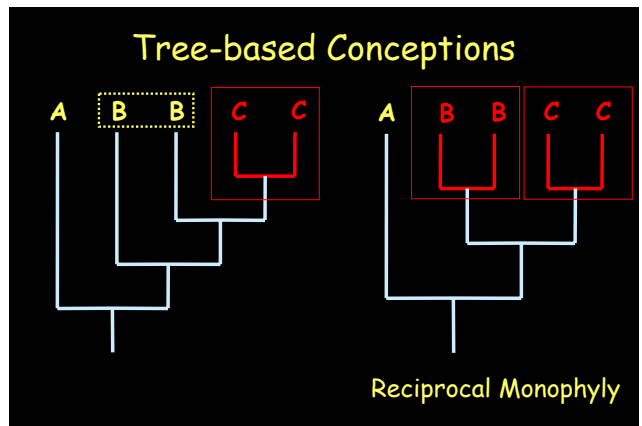 Tree-based Conceptions
A B B C C A B B C C
Reciprocal Monophyly